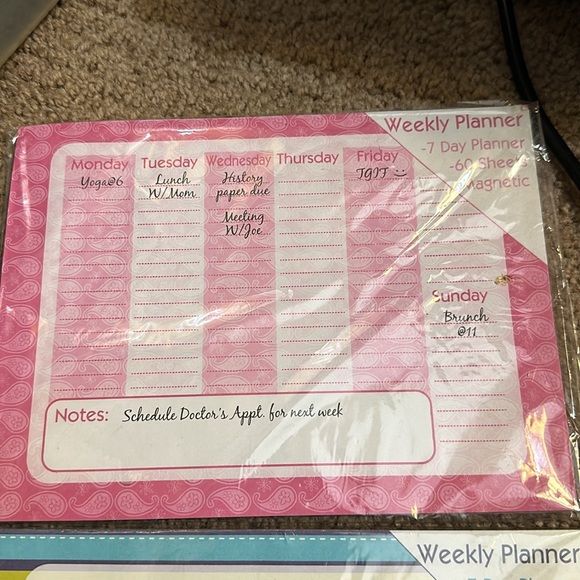 Weekly Planner
-7 Day Planner
-60 Sheets
Magnetic
Monday Tuesday Wednesday Thursday Friday
Yoga@6
Lunch
W/Mom
History
paper due
Meeting
W/Joe
TGIF :)
Sunday
Brunch
@11
Notes: Schedule Doctor's Appt. for next week
Weekly Planner